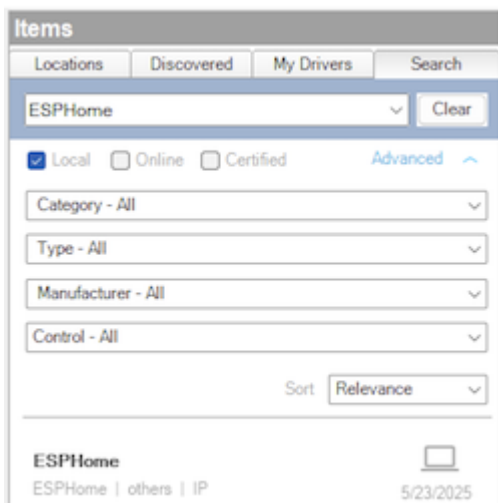 Items
Locations Discovered My Drivers Search
ESPHome Clear
Local Online Certified Advanced
Category - All
Type - All
Manufacturer - All
Control - All
Sort Relevance
ESPHome
ESPHome | others | IP 5/23/2025